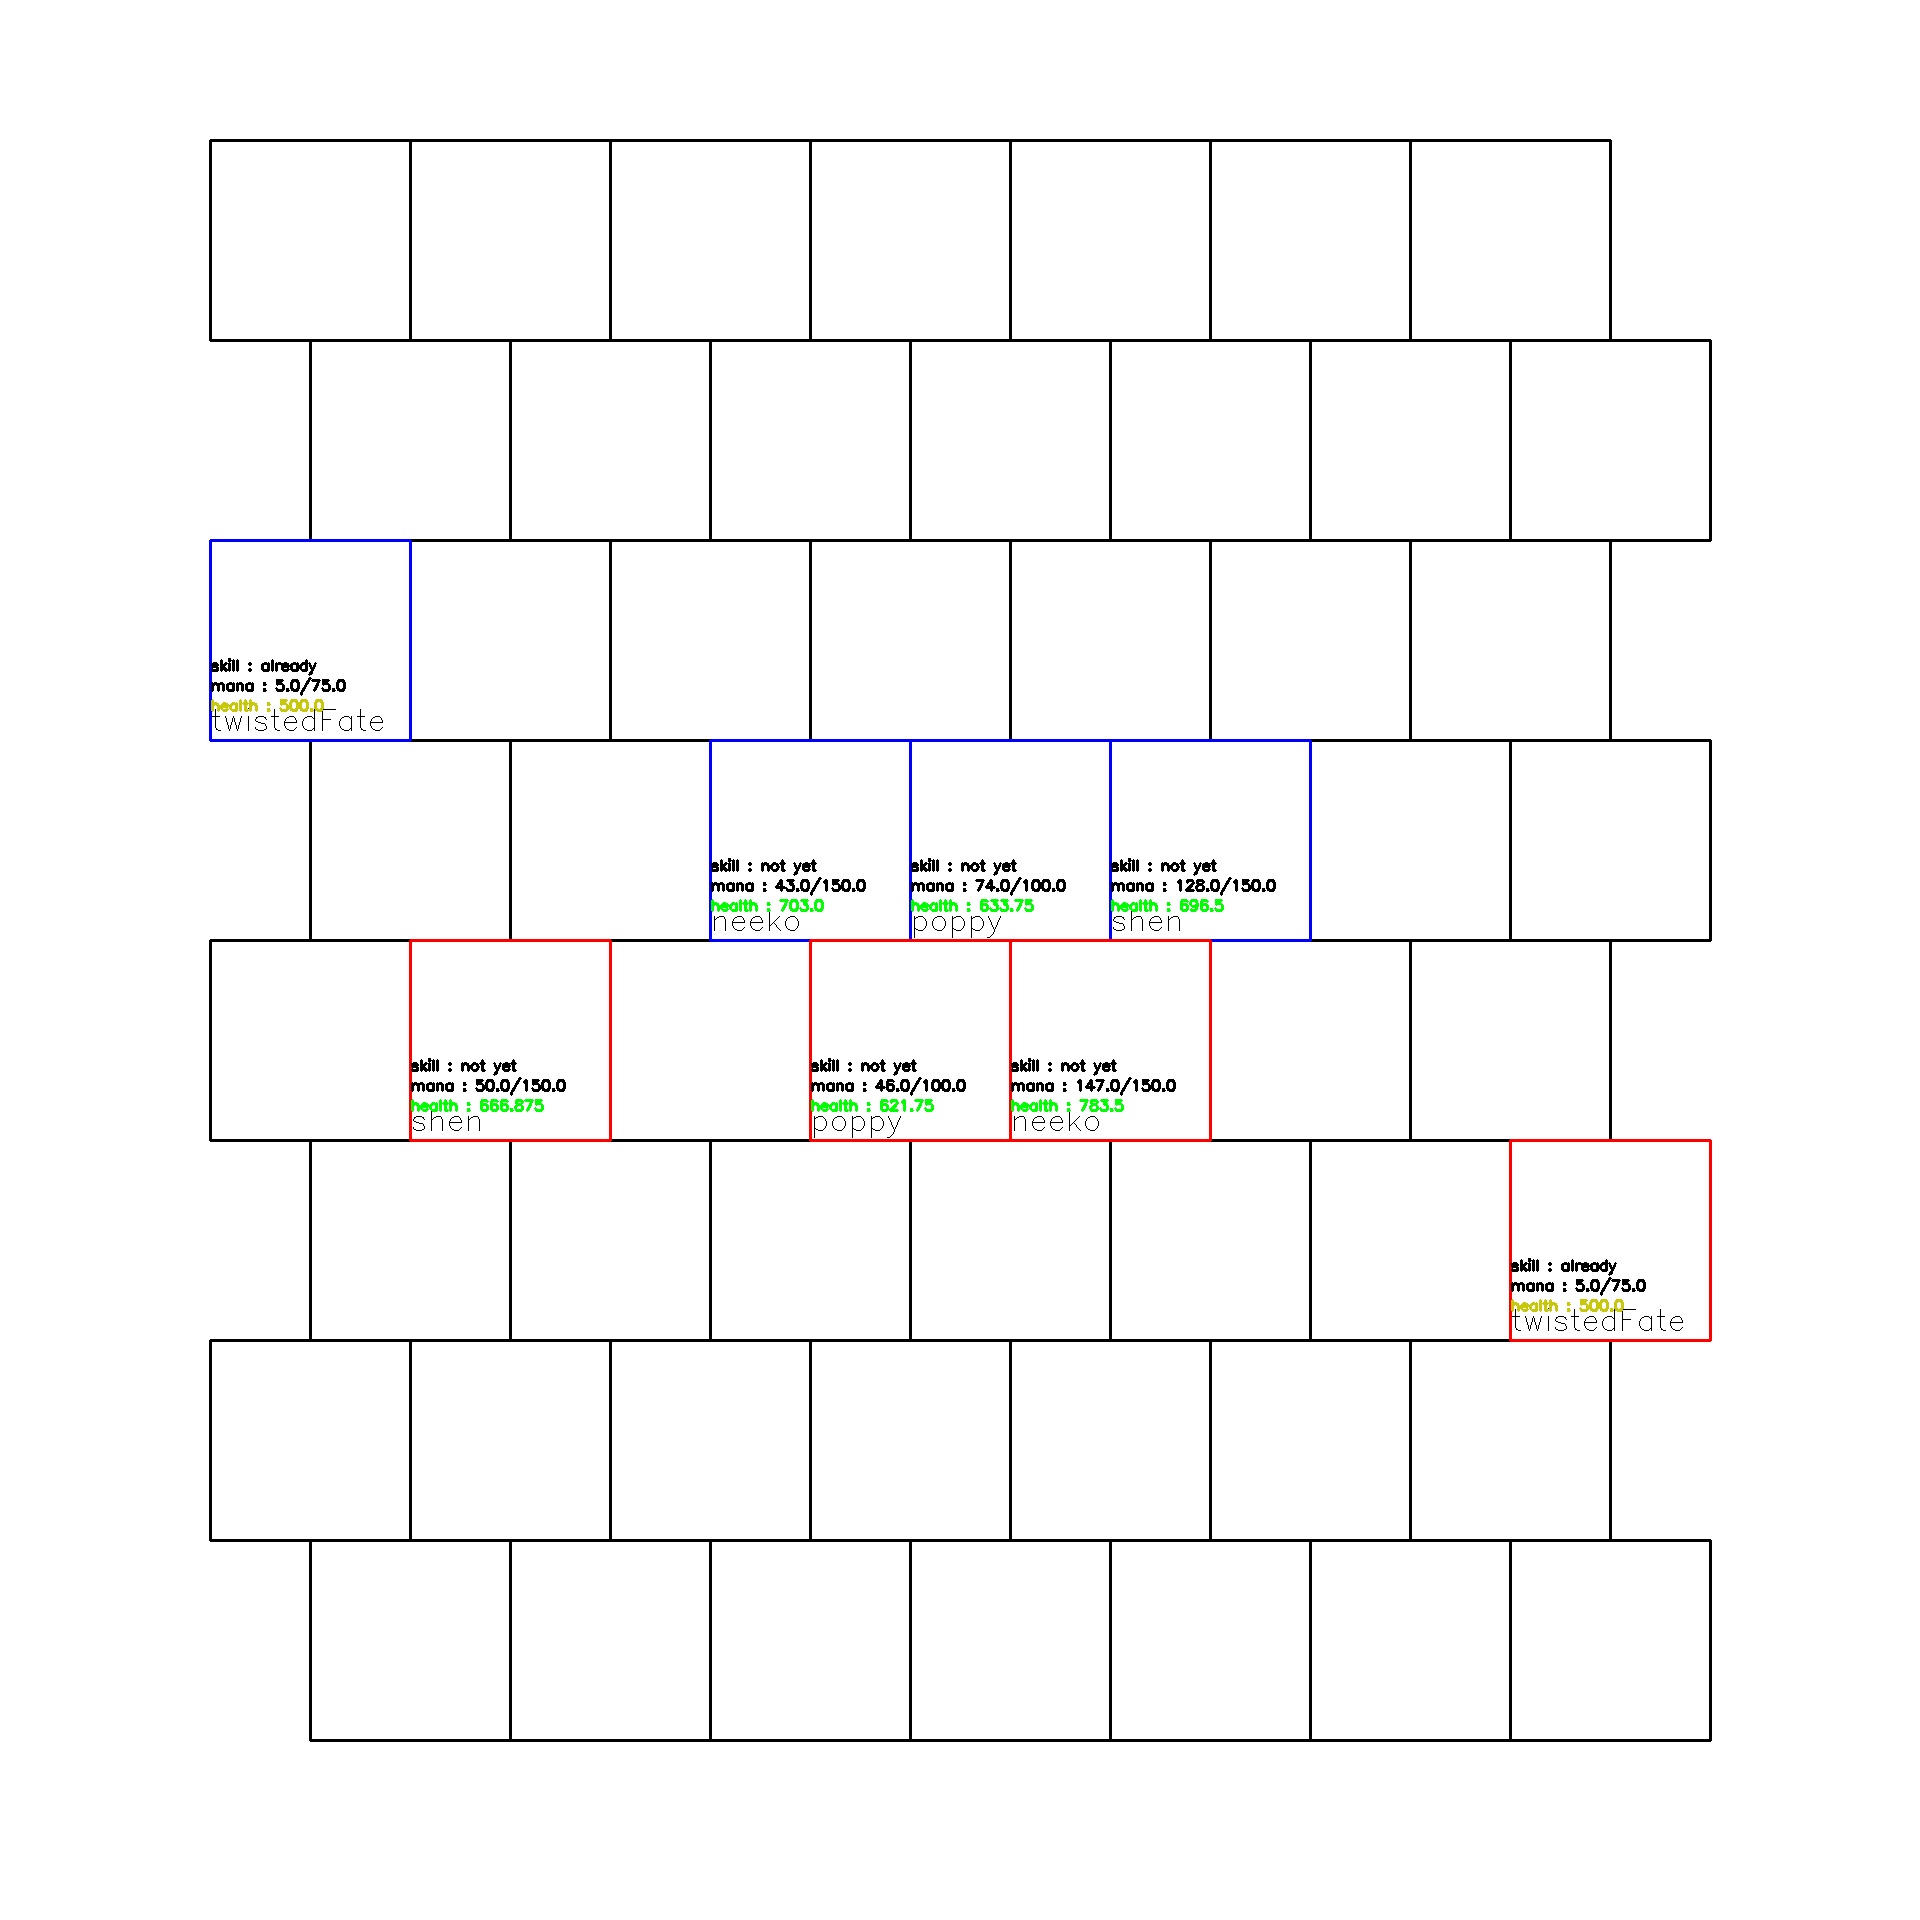 skill : already
mana : 5.0/75.0
health : 500.0
twistedFate
skill : not yet
mana : 43.0/150.0
health : 703.0
neeko
skill : not yet
mana : 74.0/100.0
health : 633.75
poppy
skill : not yet
mana : 128.0/150.0
health : 696.5
shen
skill : not yet
mana : 50.0/150.0
health : 666.875
shen
skill : not yet
mana : 46.0/100.0
health : 621.75
poppy
skill : not yet
mana : 147.0/150.0
health : 783.5
neeko
skill : already
mana : 5.0/75.0
health : 500.0
twistedFate